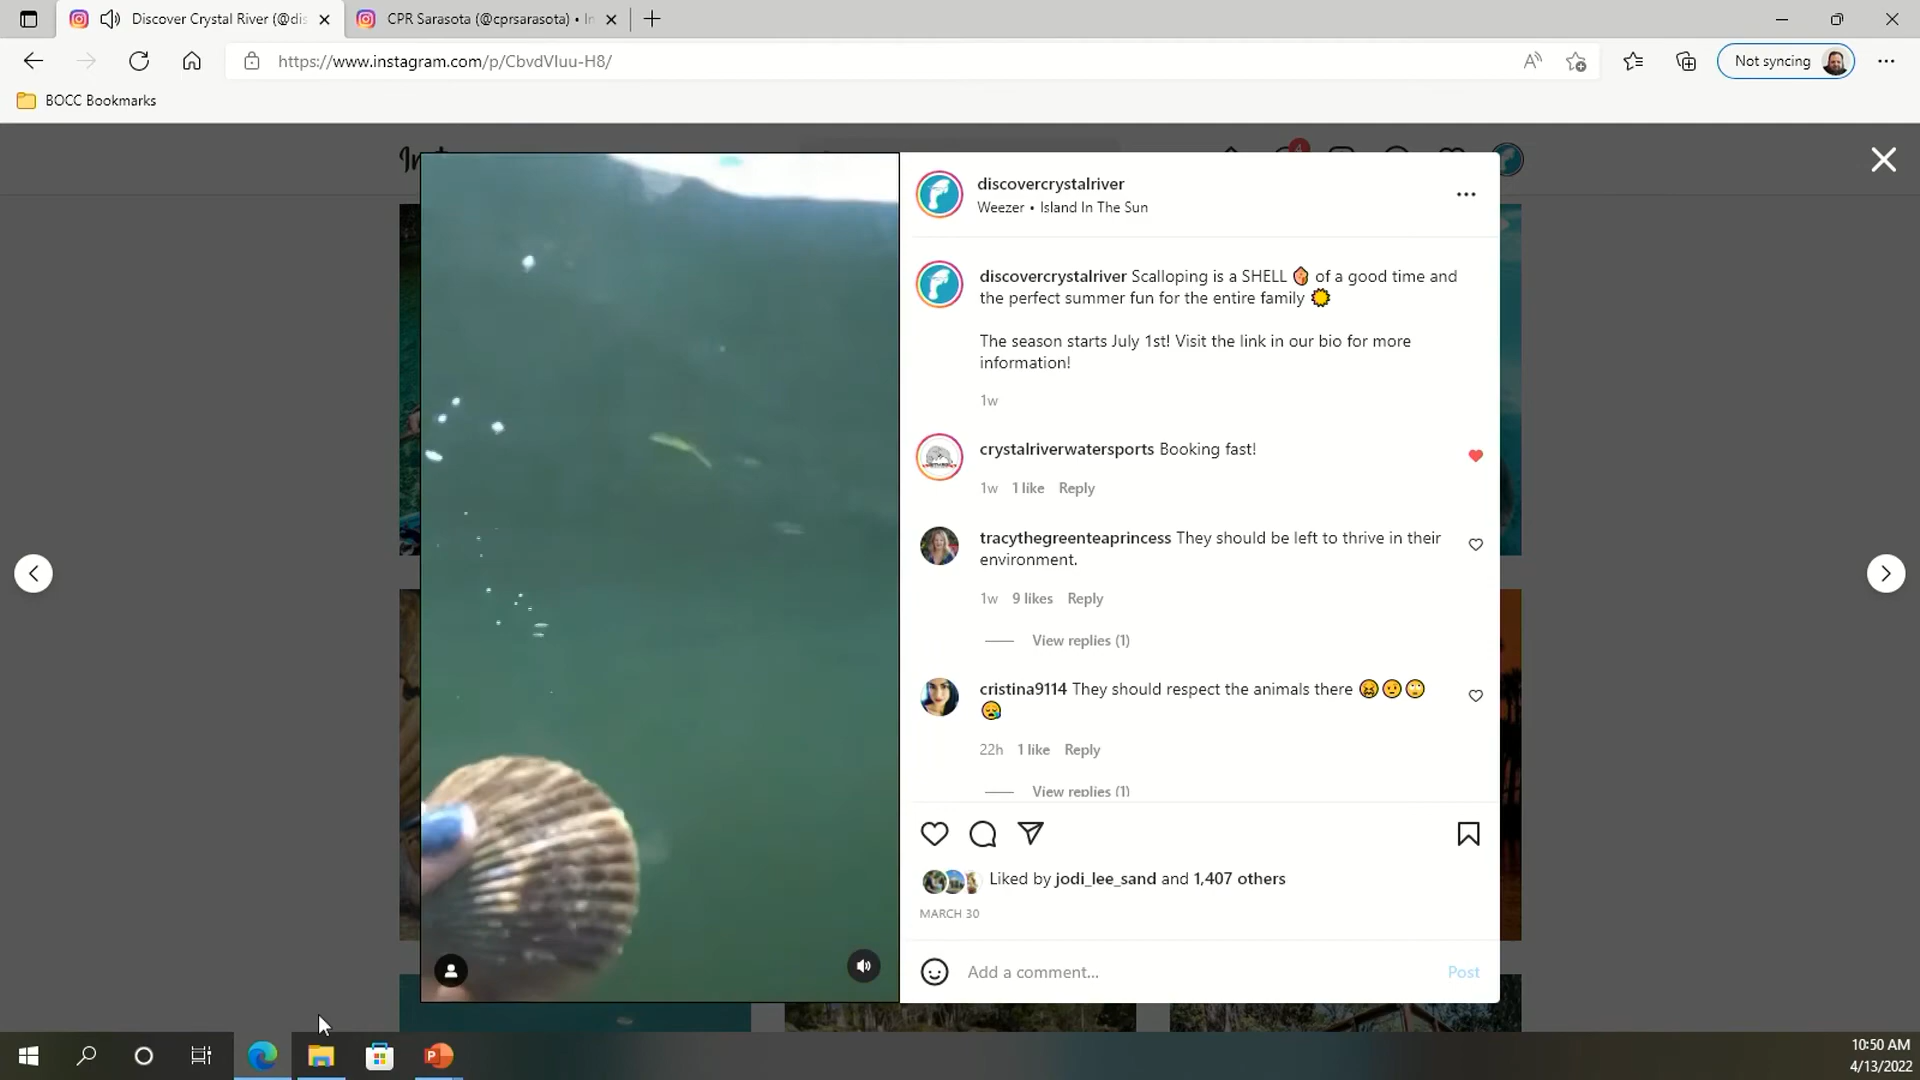 Discover Crystal River (@dis
CPR Sarasota (@cprsarasota) • In
https://www.instagram.com/p/CbvdVIuu-H8/
Not syncing
BOCC Bookmarks
4
discovercrystalriver
Weezer • Island In The Sun
discovercrystalriver Scalloping is a SHELL 🐚 of a good time and
the perfect summer fun for the entire family ☀️
The season starts July 1st! Visit the link in our bio for more
information!
1w
crystalriverwatersports Booking fast!
1w 1 like Reply
tracythegreenteaprincess They should be left to thrive in their
environment.
1w 9 likes Reply
View replies (1)
cristina9114 They should respect the animals there 😖🤨🙄
😪
22h 1 like Reply
View replies (1)
Liked by jodi_lee_sand and 1,407 others
MARCH 30
Add a comment...
Post
10:50 AM
4/13/2022